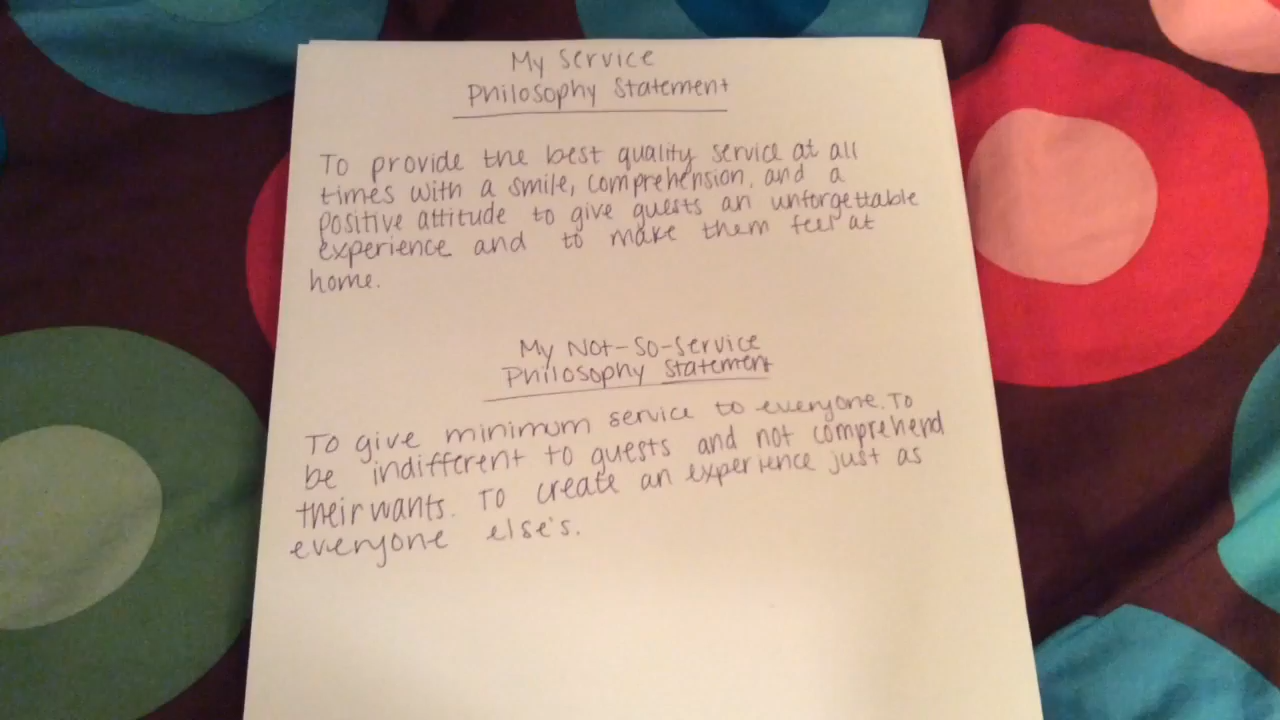 My Service
Philosophy Statement
To provide the best quality service at all
times with a smile, comprehension, and a
positive attitude to give guests an unforgettable
experience and to make them feel at
home.
My Not-So-Service
Philosophy Statement
To give minimum service to everyone. To
be indifferent to guests and not comprehend
their wants. To create an experience just as
everyone else's.